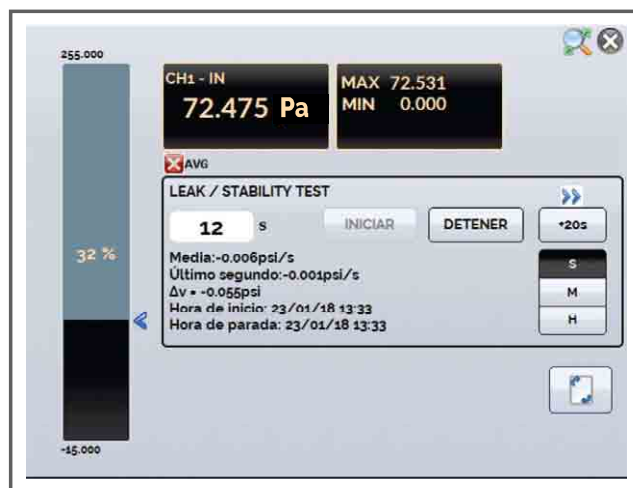 255.000
CH1 - IN
72.475 Pa
MAX 72.531
MIN 0.000
AVG
LEAK / STABILITY TEST
12 s INICIAR DETENER +20s
32 %
Media:-0.006psi/s
Último segundo:-0.001psi/s
Δv = -0.055psi
Hora de inicio: 23/01/18 13:33
Hora de parada: 23/01/18 13:33
S
M
H
-15.000